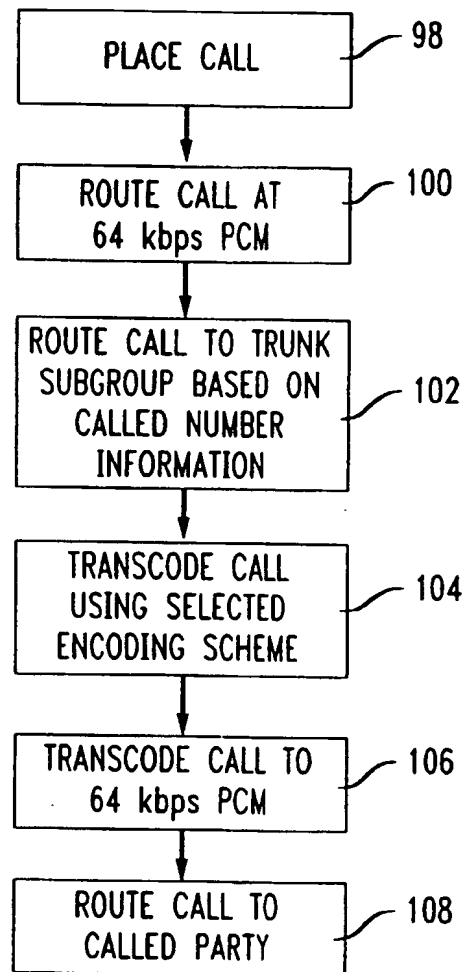 PLACE CALL
98
ROUTE CALL AT
64 kbps PCM
100
ROUTE CALL TO TRUNK
SUBGROUP BASED ON
CALLED NUMBER
INFORMATION
102
TRANSCODE CALL
USING SELECTED
ENCODING SCHEME
104
TRANSCODE CALL TO
64 kbps PCM
106
ROUTE CALL TO
CALLED PARTY
108